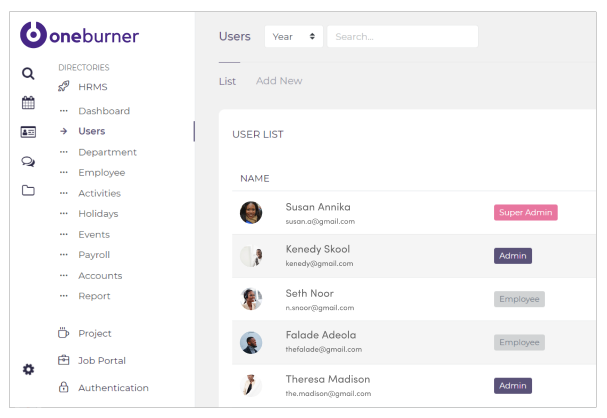 oneburner
Users Year Search...
DIRECTORIES
HRMS
List Add New
Dashboard
Users
Department
Employee
Activities
Holidays
Events
Payroll
Accounts
Report
Project
Job Portal
Authentication
USER LIST
NAME
Susan Annika
susan.a@gmail.com
Super Admin
Kenedy Skool
kenedy@gmail.com
Admin
Seth Noor
n.snoor@gmail.com
Employee
Falade Adeola
thefalade@gmail.com
Employee
Theresa Madison
the.madison@gmail.com
Admin